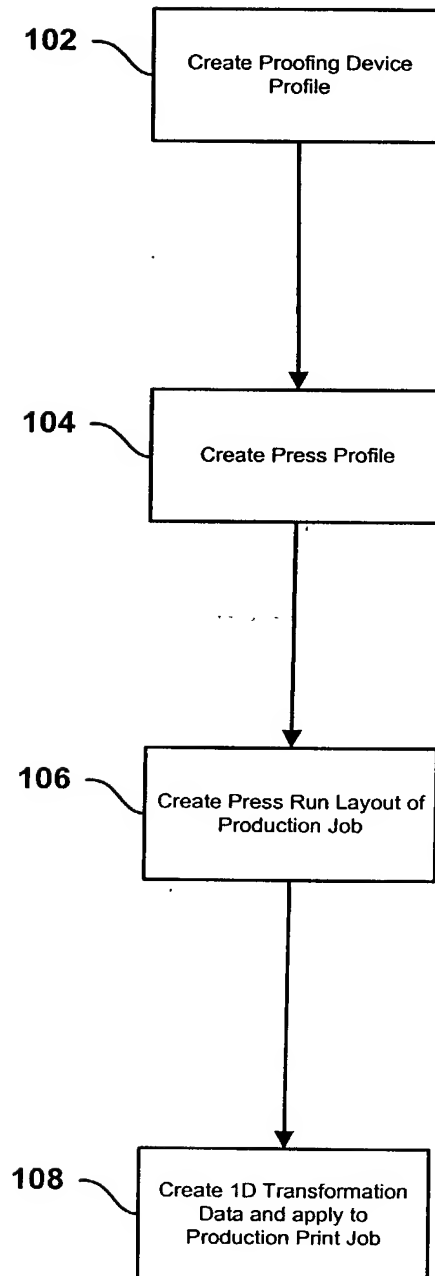 102
Create Proofing Device
Profile
104
Create Press Profile
106
Create Press Run Layout of
Production Job
108
Create 1D Transformation
Data and apply to
Production Print Job